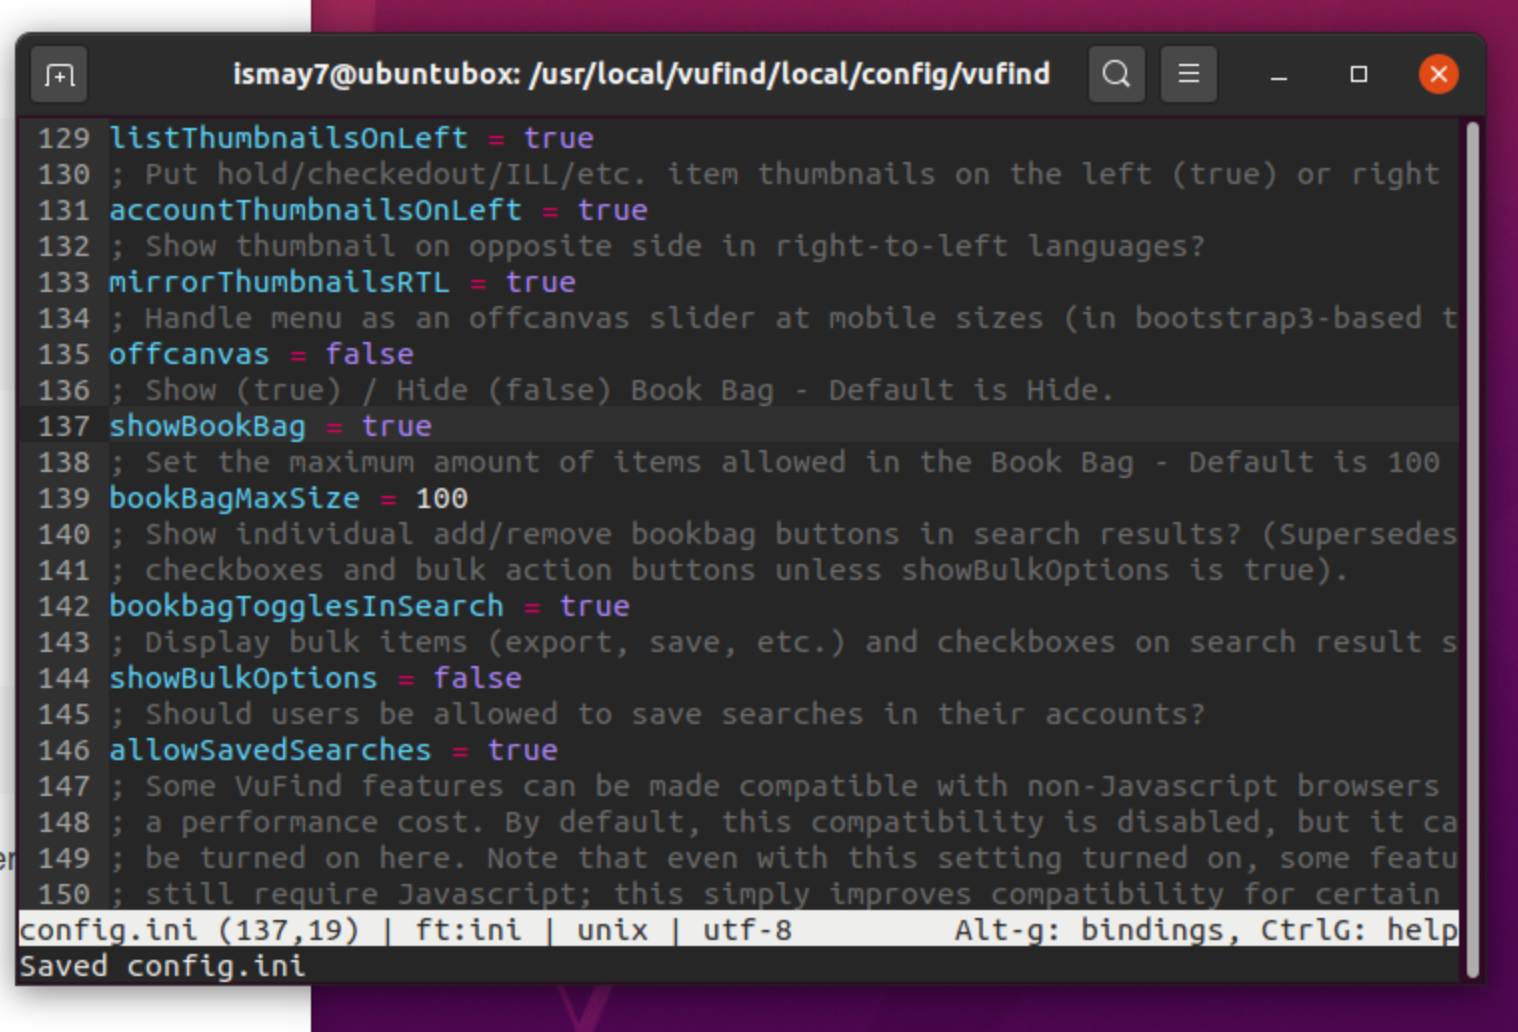 ismay7@ubuntubox: /usr/local/vufind/local/config/vufind
129 listThumbnailsOnLeft = true
130 ; Put hold/checkedout/ILL/etc. item thumbnails on the left (true) or right
131 accountThumbnailsOnLeft = true
132 ; Show thumbnail on opposite side in right-to-left languages?
133 mirrorThumbnailsRTL = true
134 ; Handle menu as an offcanvas slider at mobile sizes (in bootstrap3-based t
135 offcanvas = false
136 ; Show (true) / Hide (false) Book Bag - Default is Hide.
137 showBookBag = true
138 ; Set the maximum amount of items allowed in the Book Bag - Default is 100
139 bookBagMaxSize = 100
140 ; Show individual add/remove bookbag buttons in search results? (Supersedes
141 ; checkboxes and bulk action buttons unless showBulkOptions is true).
142 bookbagTogglesInSearch = true
143 ; Display bulk items (export, save, etc.) and checkboxes on search result s
144 showBulkOptions = false
145 ; Should users be allowed to save searches in their accounts?
146 allowSavedSearches = true
147 ; Some VuFind features can be made compatible with non-Javascript browsers
148 ; a performance cost. By default, this compatibility is disabled, but it ca
er
149 ; be turned on here. Note that even with this setting turned on, some featu
150 ; still require Javascript; this simply improves compatibility for certain
config.ini (137,19) | ft:ini | unix | utf-8 Alt-g: bindings, CtrlG: help
Saved config.ini